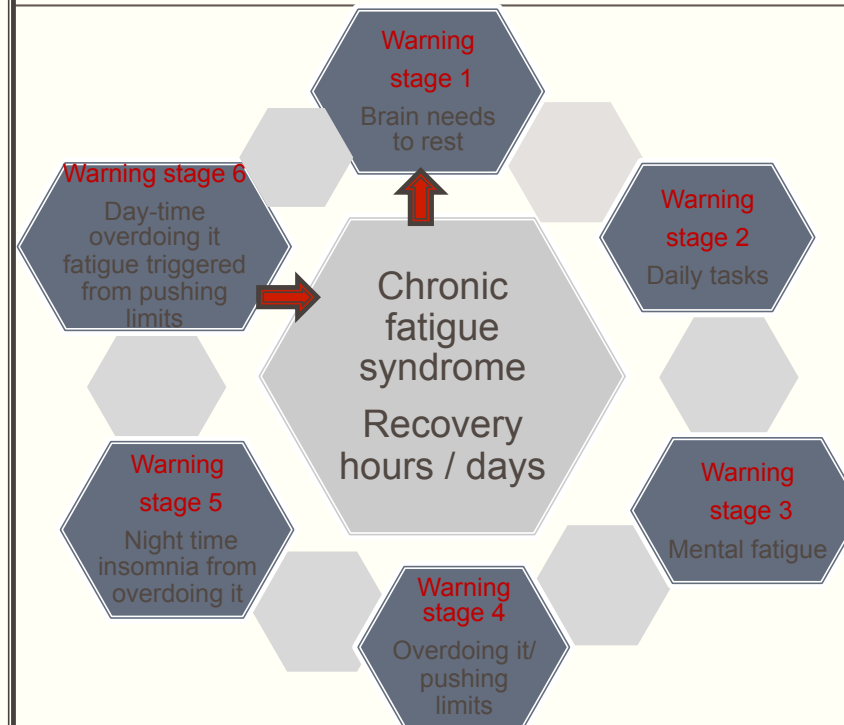 Warning
stage 1
Brain needs
to rest
Warning
stage 2
Daily tasks
Warning
stage 3
Mental fatigue
Warning
stage 4
Overdoing it/
pushing
limits
Warning
stage 5
Night time
insomnia from
overdoing it
Warning stage 6
Day-time
overdoing it
fatigue triggered
from pushing
limits
Chronic
fatigue
syndrome
Recovery
hours / days